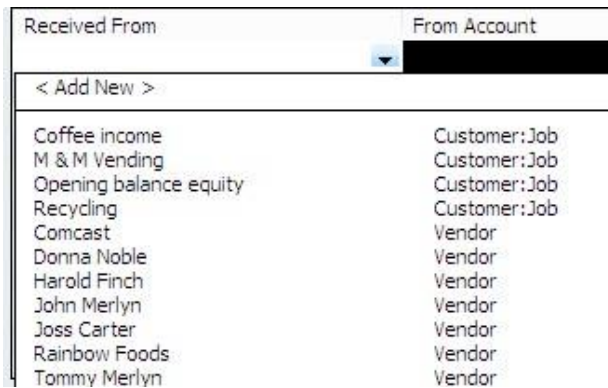 Received From From Account
< Add New >
Coffee income Customer:Job
M & M Vending Customer:Job
Opening balance equity Customer:Job
Recycling Customer:Job
Comcast Vendor
Donna Noble Vendor
Harold Finch Vendor
John Merlyn Vendor
Joss Carter Vendor
Rainbow Foods Vendor
Tommy Merlyn Vendor